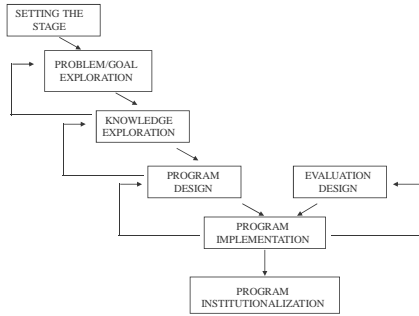 SETTING THE
STAGE
PROBLEM/GOAL
EXPLORATION
KNOWLEDGE
EXPLORATION
PROGRAM
DESIGN
EVALUATION
DESIGN
PROGRAM
IMPLEMENTATION
PROGRAM
INSTITUTIONALIZATION